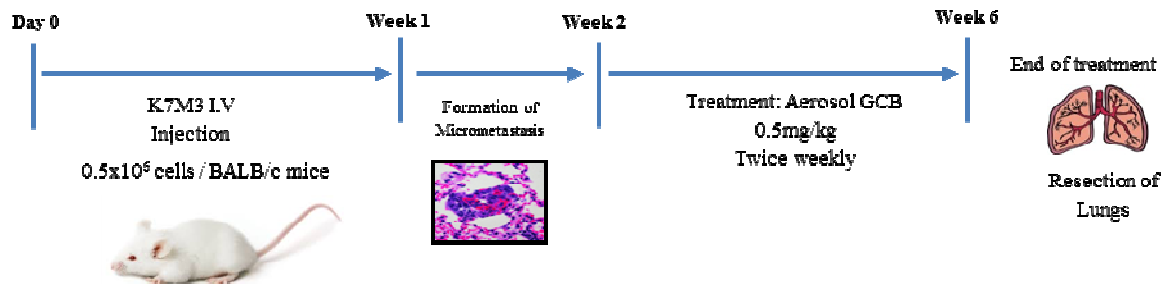 Day 0
Week 1
Week 2
Week 6
K7M3 I.V
Injection
0.5x10⁶ cells / BALB/c mice
Formation of
Micrometastasis
Treatment: Aerosol GCB
0.5mg/kg
Twice weekly
End of treatment
Resection of
Lungs